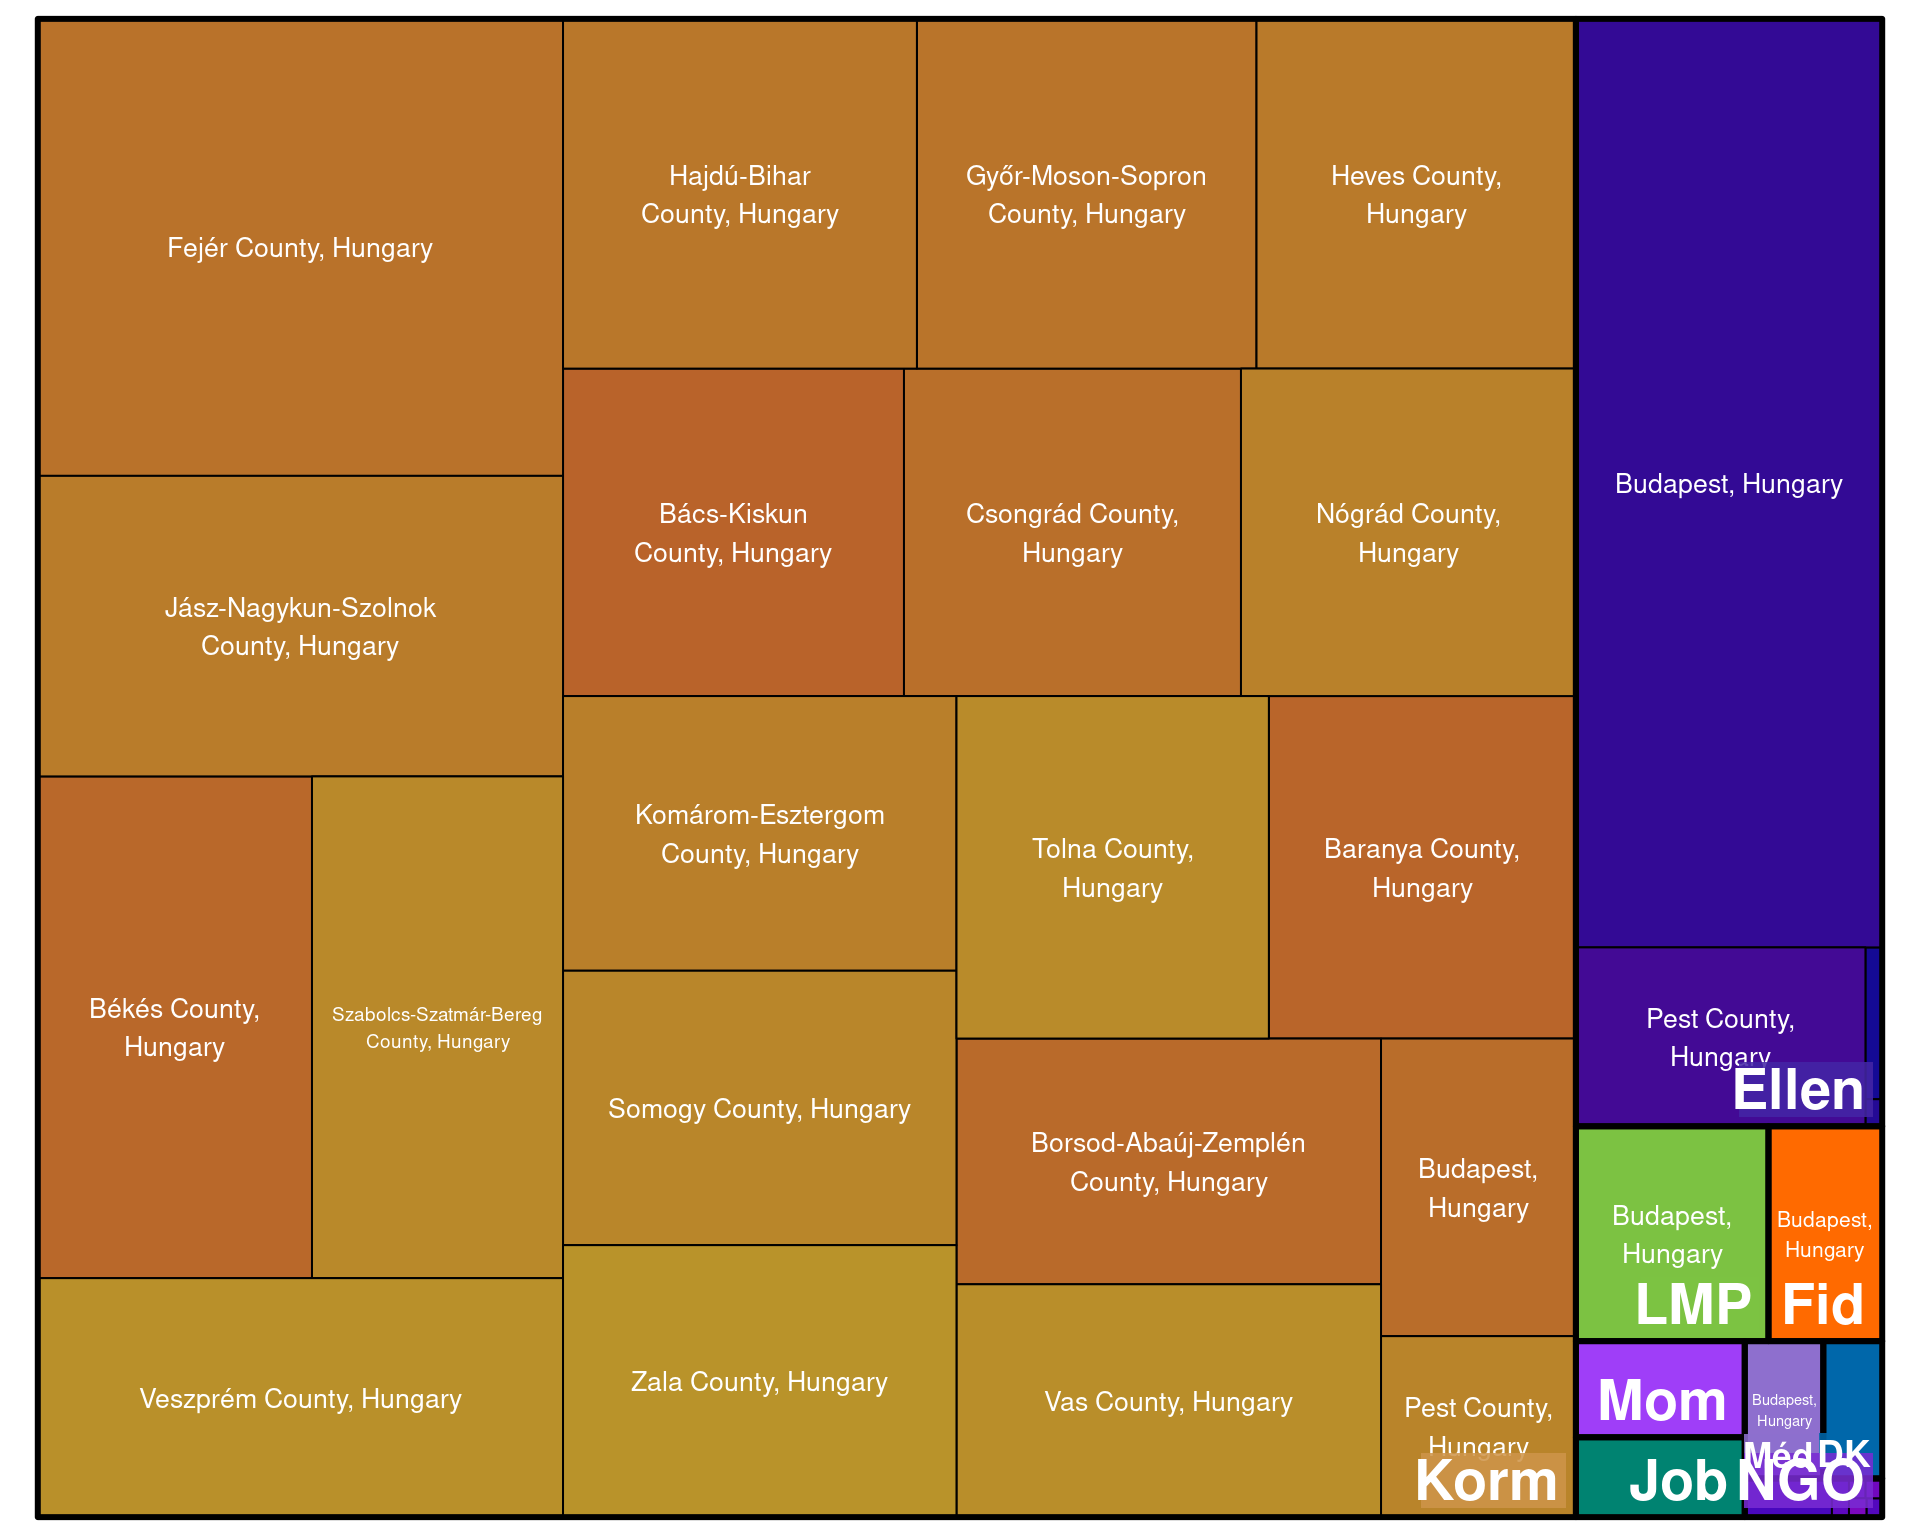 Fejér County, Hungary
Hajdú-Bihar
County, Hungary
Győr-Moson-Sopron
County, Hungary
Heves County,
Hungary
Budapest, Hungary
Jász-Nagykun-Szolnok
County, Hungary
Bács-Kiskun
County, Hungary
Csongrád County,
Hungary
Nógrád County,
Hungary
Békés County,
Hungary
Szabolcs-Szatmár-Bereg
County, Hungary
Komárom-Esztergom
County, Hungary
Tolna County,
Hungary
Baranya County,
Hungary
Somogy County, Hungary
Borsod-Abaúj-Zemplén
County, Hungary
Budapest,
Hungary
Pest County,
Hungary
Ellen
Budapest,
Hungary
LMP
Budapest,
Hungary
Fid
Veszprém County, Hungary
Zala County, Hungary
Vas County, Hungary
Pest County,
Hungary
Korm
Mom
Budapest,
Hungary
Méd
DK
Job
NGO